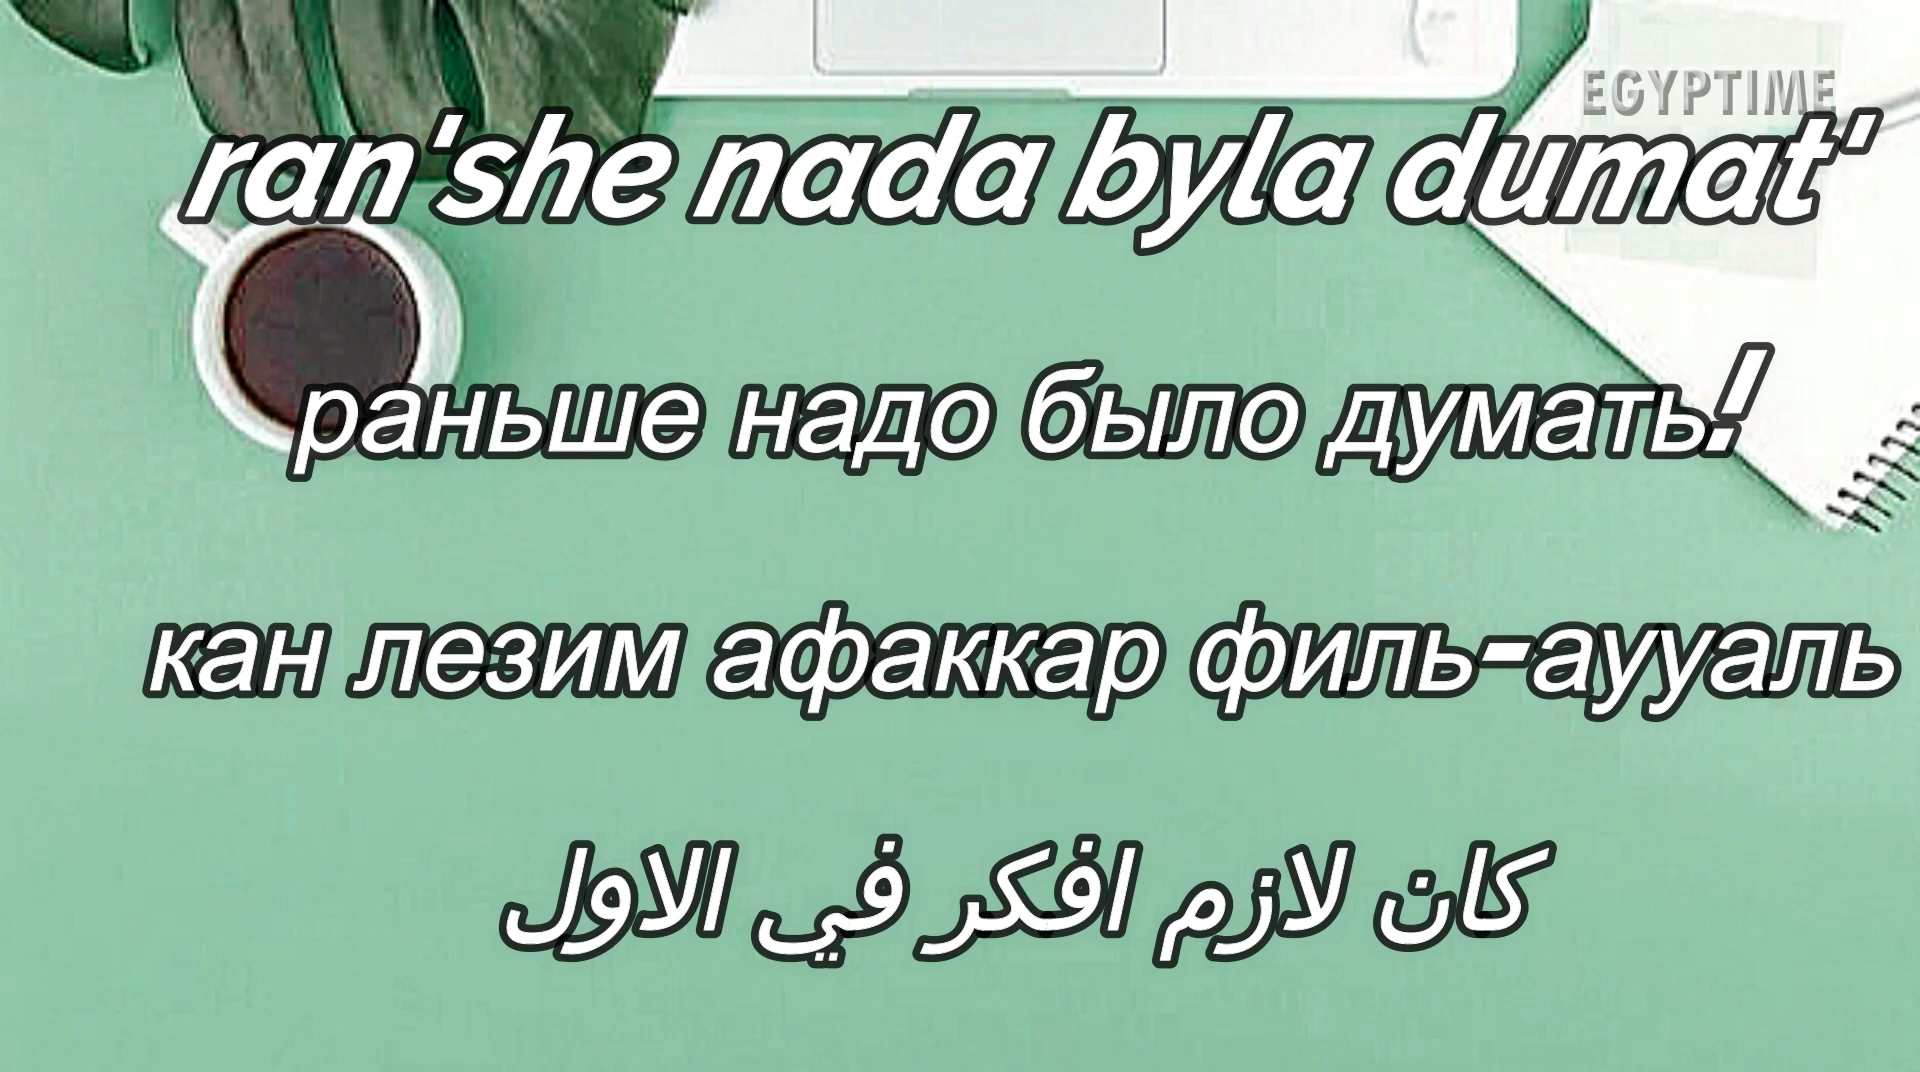 EGYPTIME
ran'she nada byla dumat'
раньше надо было думать!
кан лезим афаккар филь-аууаль
كان لازم افكر في الاول